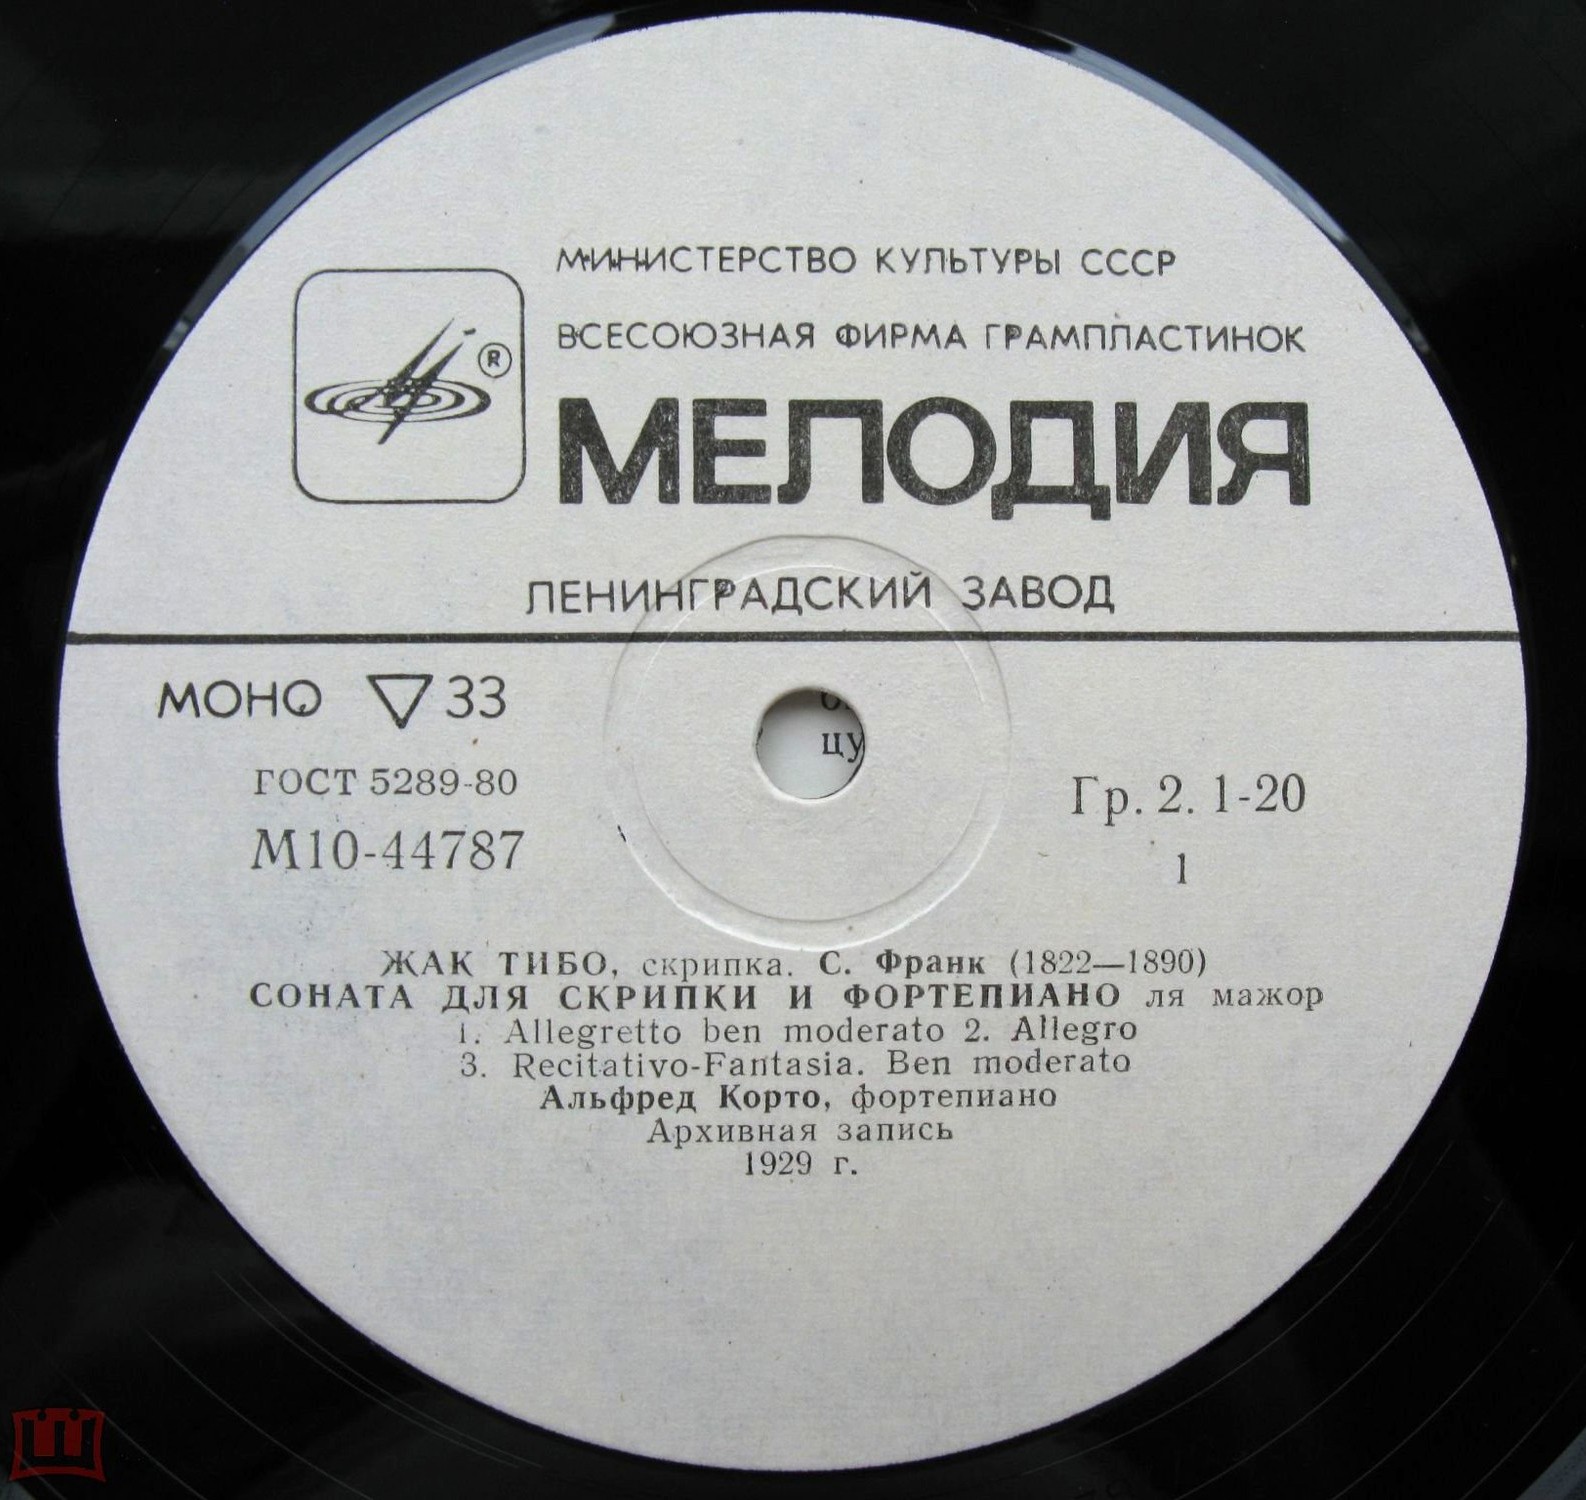 МИНИСТЕРСТВО КУЛЬТУРЫ СССР
ВСЕСОЮЗНАЯ ФИРМА ГРАМПЛАСТИНОК
®
МЕЛОДИЯ
ЛЕНИНГРАДСКИЙ ЗАВОД
МОНО ▽ 33
цу
ГОСТ 5289-80
Гр. 2. 1-20
М10-44787
1
ЖАК ТИБО, скрипка. С. Франк (1822—1890)
СОНАТА ДЛЯ СКРИПКИ И ФОРТЕПИАНО ля мажор
1. Allegretto ben moderato 2. Allegro
3. Recitativo-Fantasia. Ben moderato
Альфред Корто, фортепиано
Архивная запись
1929 г.